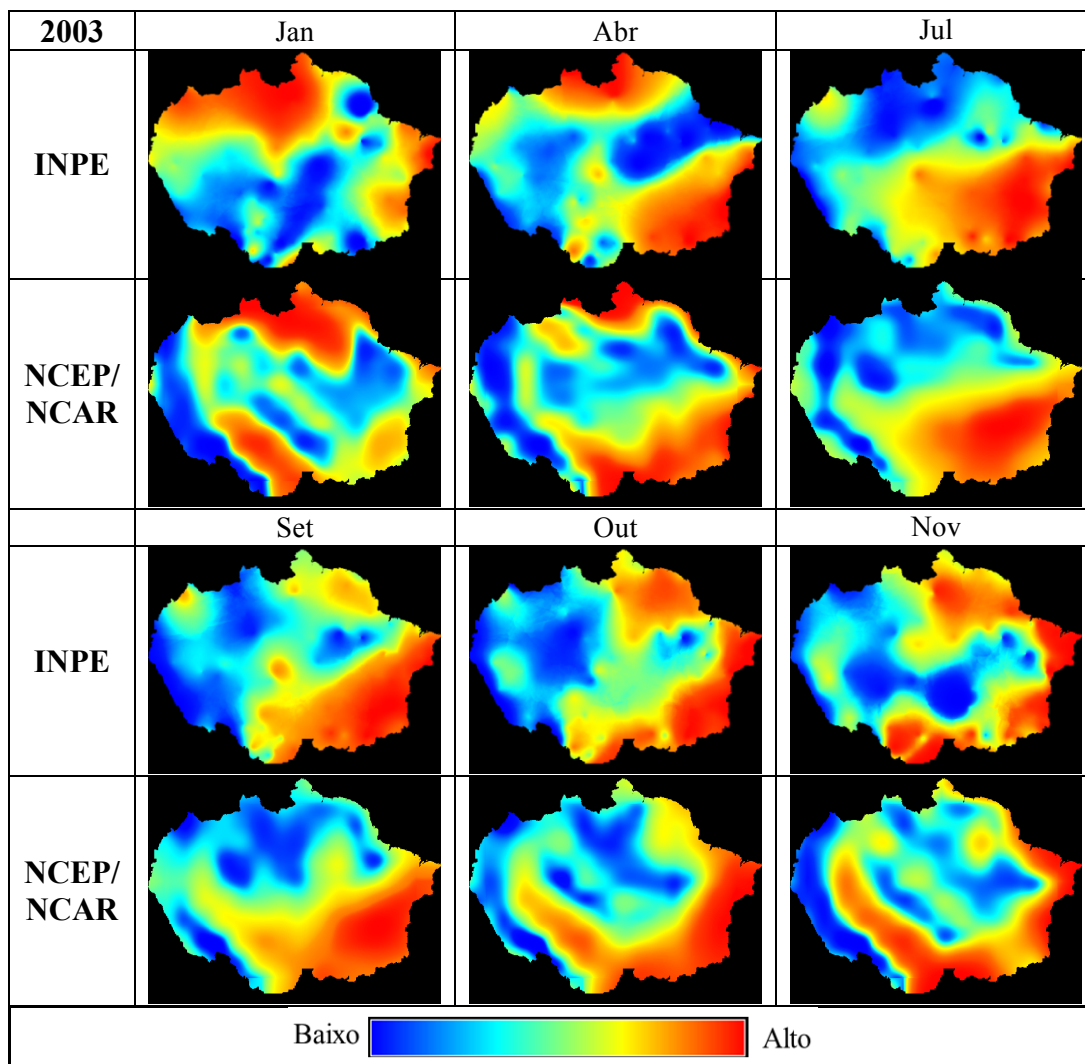 2003 Jan Abr Jul
INPE
NCEP/
NCAR
Set Out Nov
INPE
NCEP/
NCAR
Baixo Alto